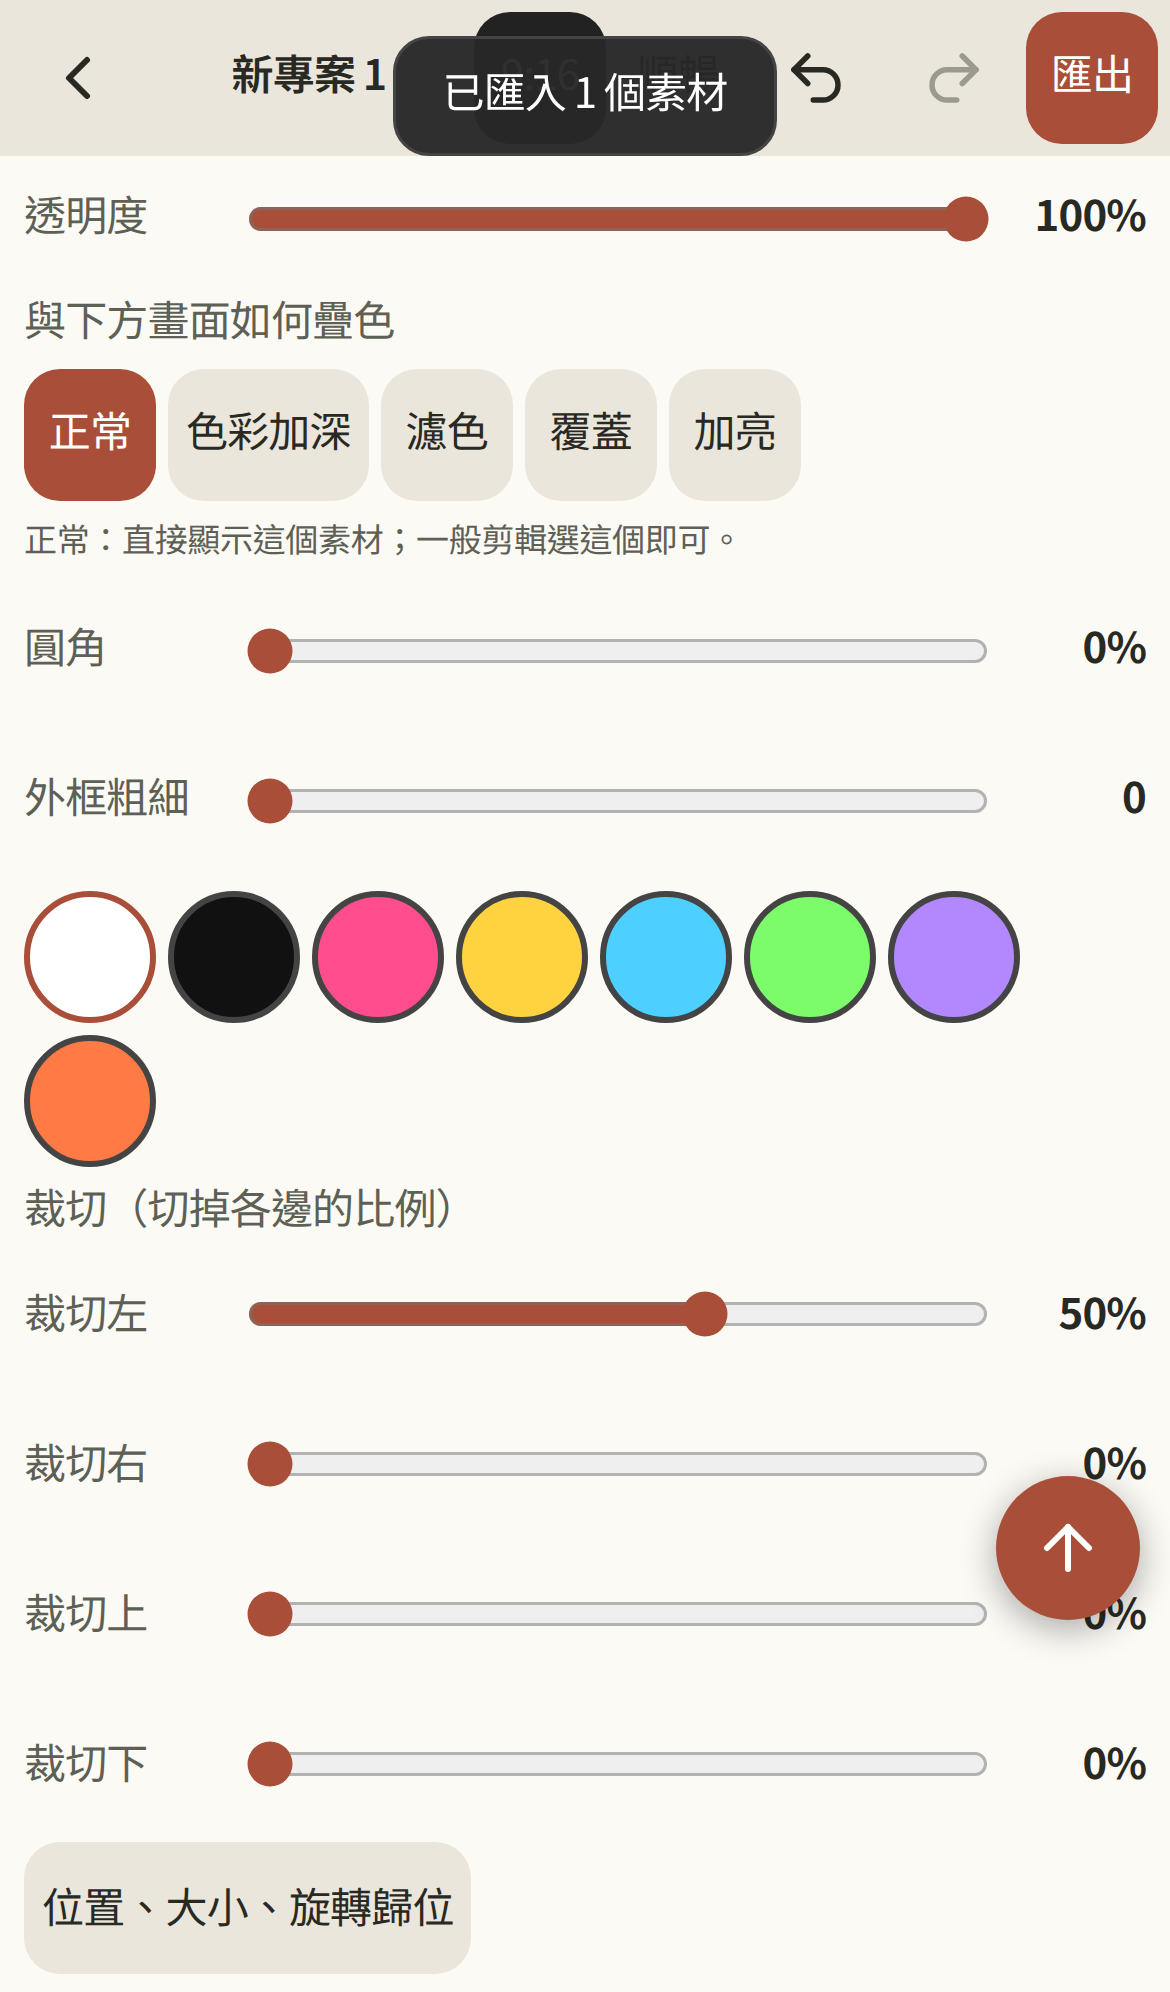 新專案 1
已匯入 1 個素材
匯出
透明度 100%
與下方畫面如何疊色
正常 色彩加深 濾色 覆蓋 加亮
正常：直接顯示這個素材；一般剪輯選這個即可。
圓角 0%
外框粗細 0
裁切（切掉各邊的比例）
裁切左 50%
裁切右 0%
裁切上 0%
裁切下 0%
位置、大小、旋轉歸位